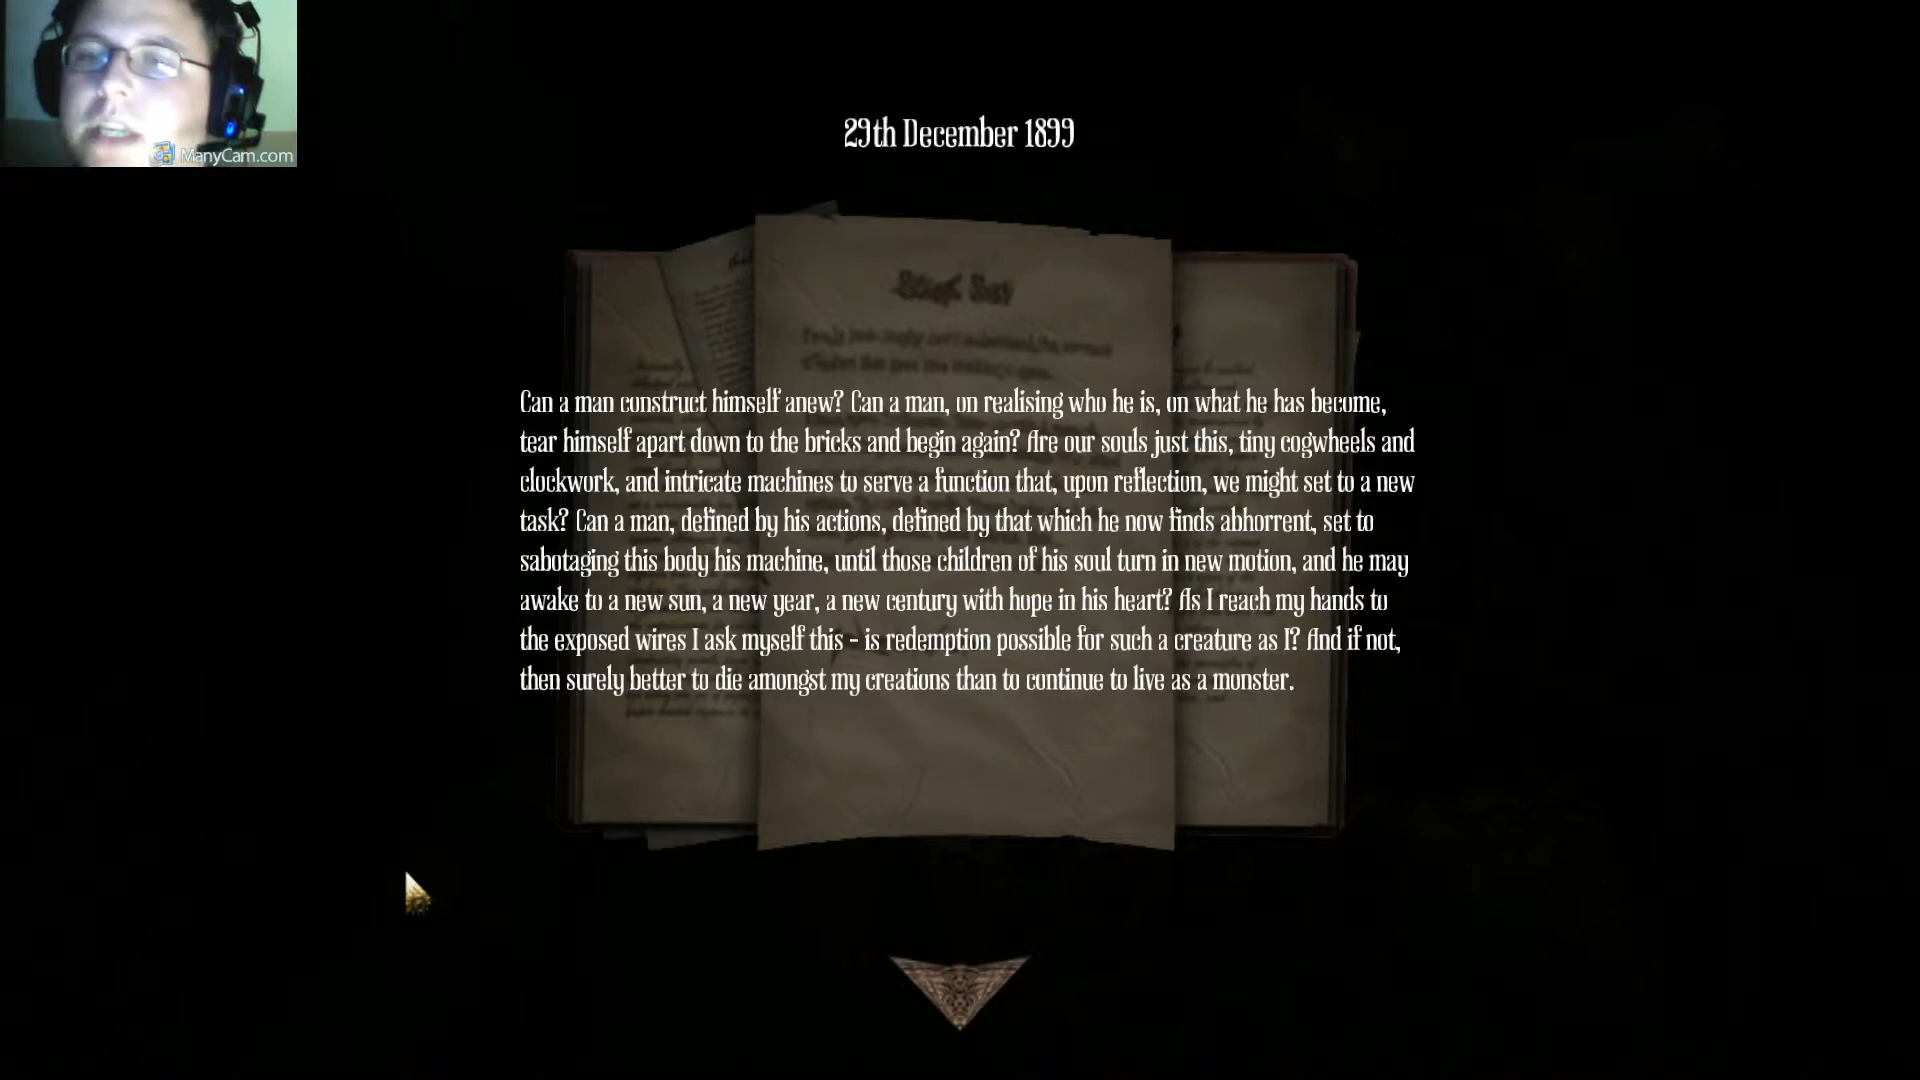 ManyCam.com
29th December 1899
Can a man construct himself anew? Can a man, on realising who he is, on what he has become,
tear himself apart down to the bricks and begin again? Are our souls just this, tiny cogwheels and
clockwork, and intricate machines to serve a function that, upon reflection, we might set to a new
task? Can a man, defined by his actions, defined by that which he now finds abhorrent, set to
sabotaging this body his machine, until those children of his soul turn in new motion, and he may
awake to a new sun, a new year, a new century with hope in his heart? As I reach my hands to
the exposed wires I ask myself this - is redemption possible for such a creature as I? And if not,
then surely better to die amongst my creations than to continue to live as a monster.